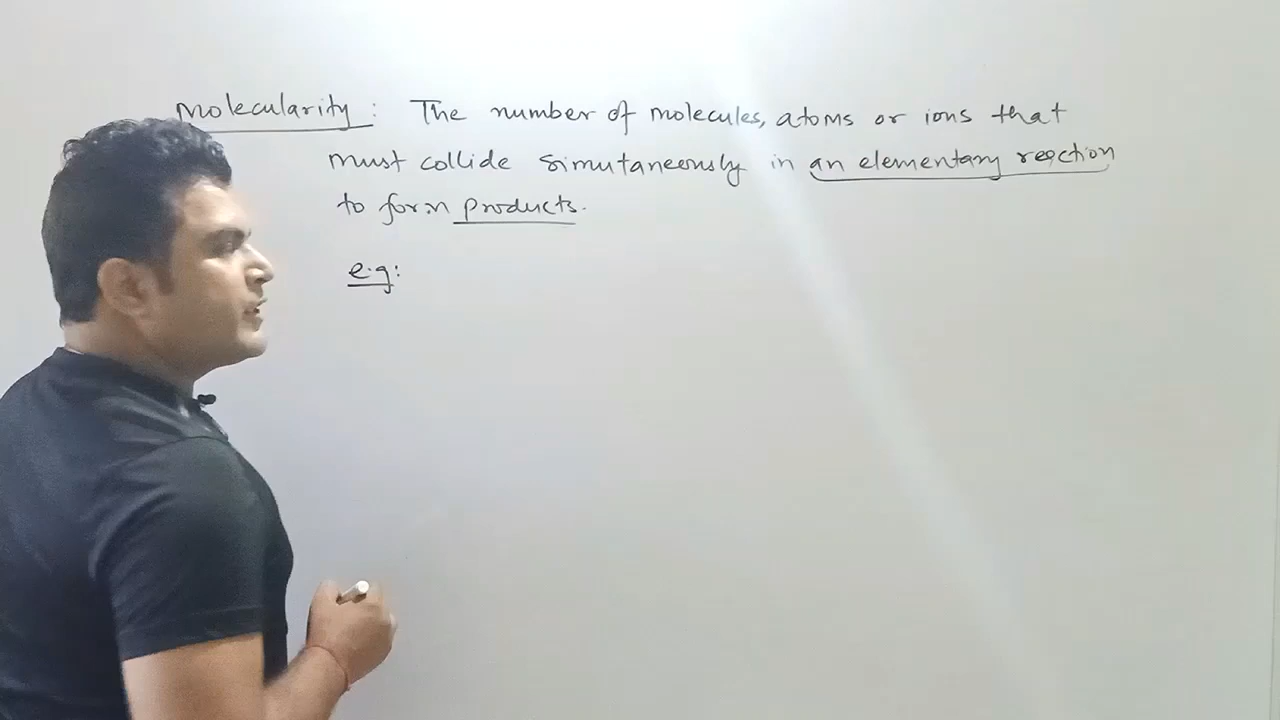 Molecularity : The number of molecules, atoms or ions that
must collide simutaneously in an elementary reaction
to form products.
e.g: